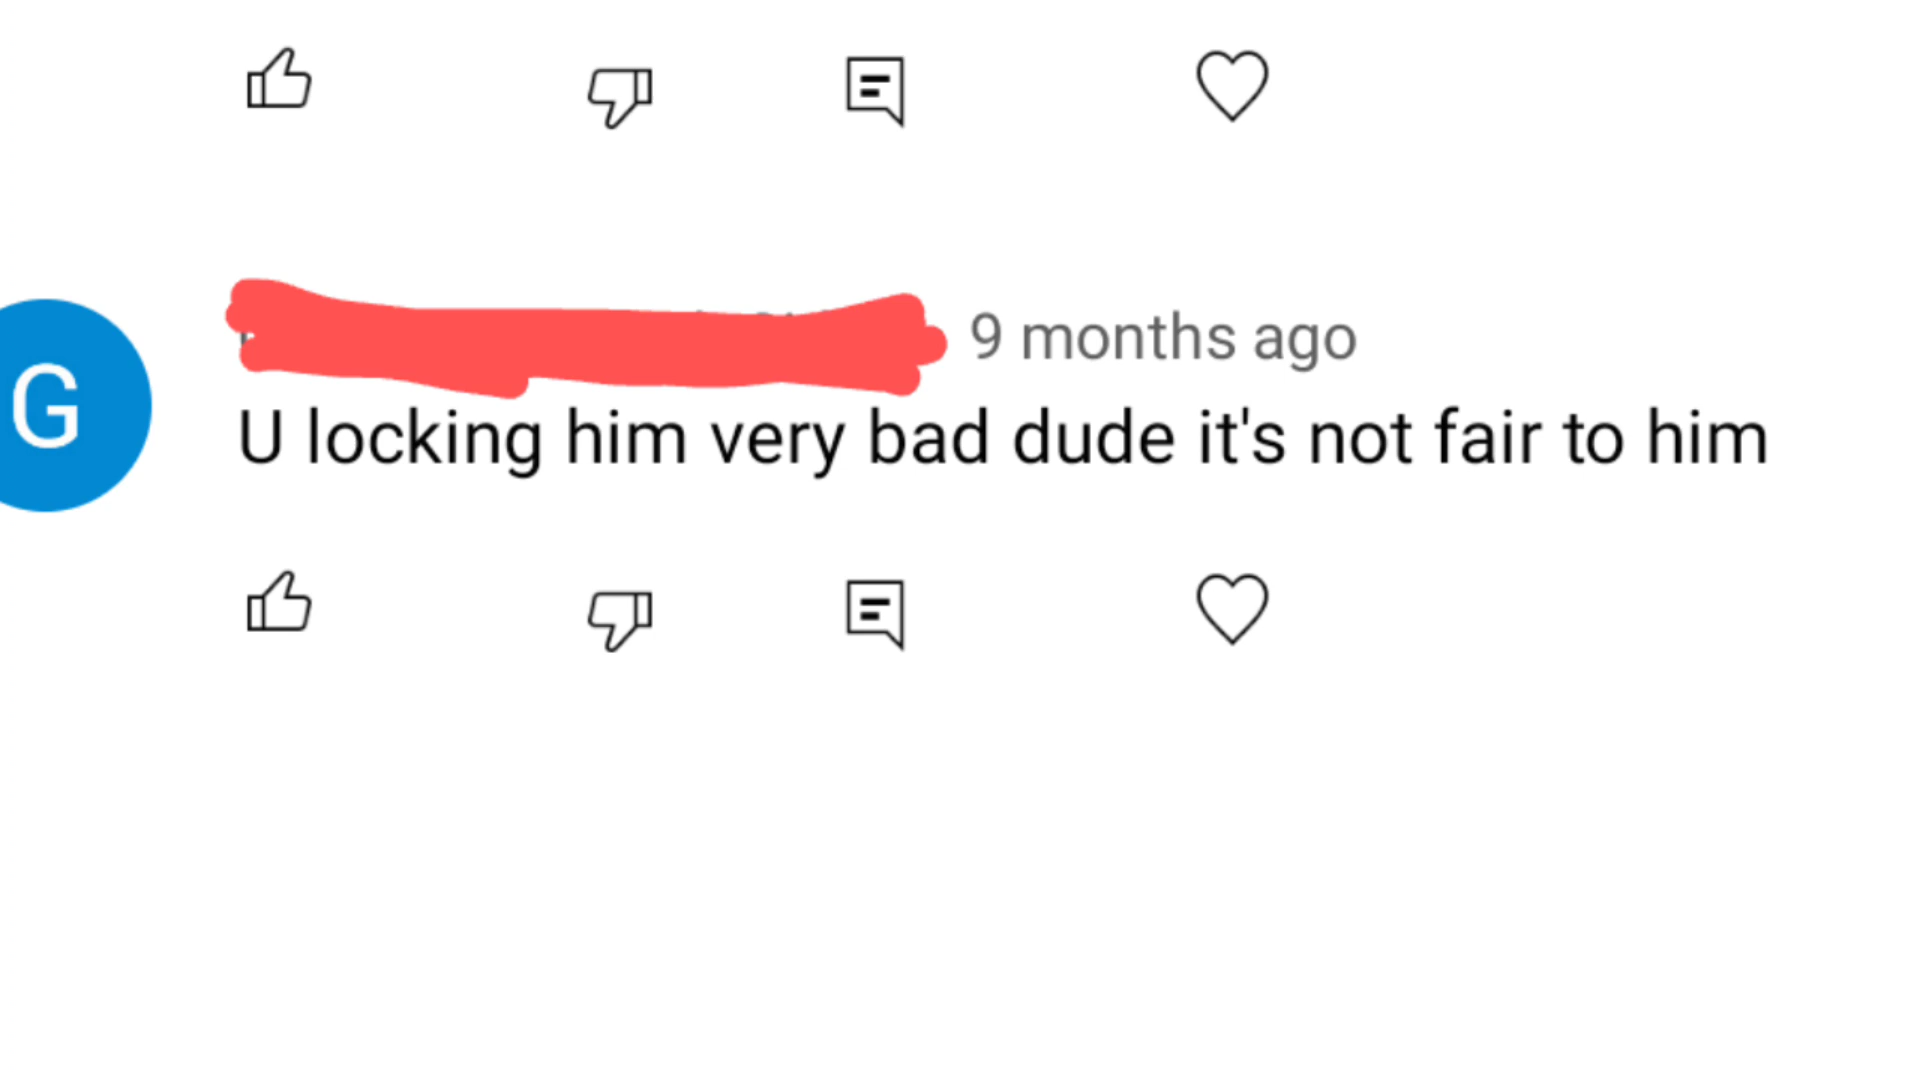 9 months ago
G
U locking him very bad dude it's not fair to him